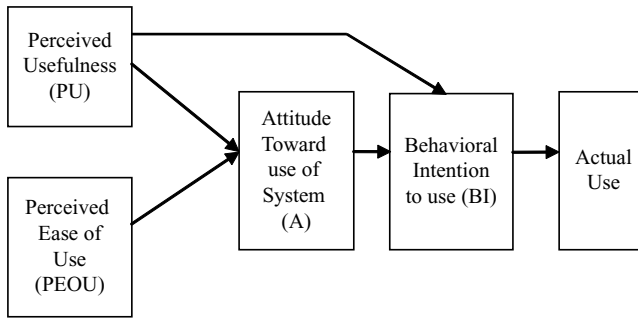 Perceived
Usefulness
(PU)
Attitude
Toward
use of
System
(A)
Behavioral
Intention
to use (BI)
Actual
Use
Perceived
Ease of
Use
(PEOU)